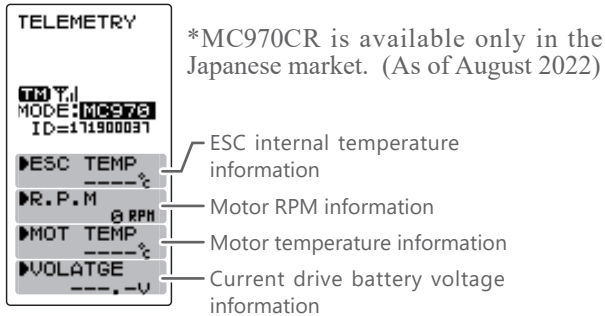 TELEMETRY
*MC970CR is available only in the
Japanese market. (As of August 2022)
TM
MODE:MC970
ID=171900037
▶ESC TEMP
----℃
▶R.P.M
0 RPM
▶MOT TEMP
----℃
▶VOLATGE
---.-V
ESC internal temperature
information
Motor RPM information
Motor temperature information
Current drive battery voltage
information